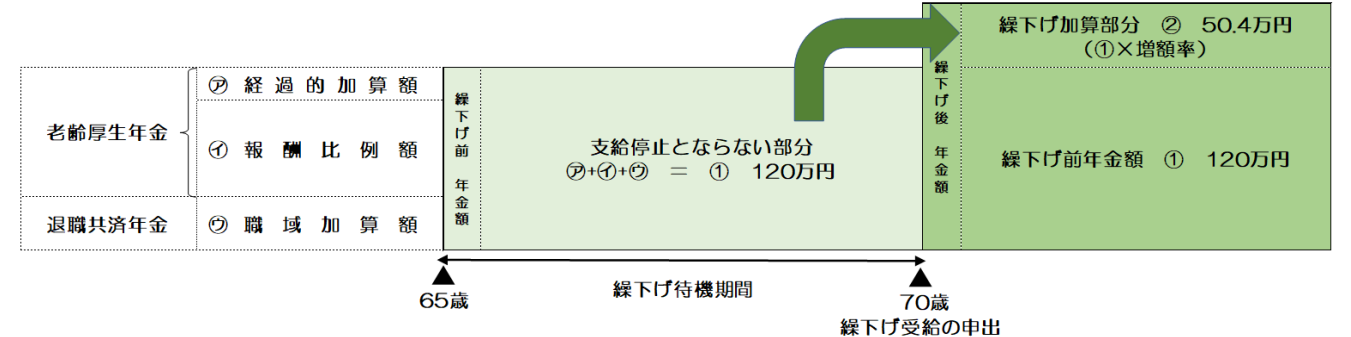 老齢厚生年金
㋐ 経過的加算額
㋑ 報酬比例額
退職共済年金
㋒ 職域加算額
繰下げ前 年金額
支給停止とならない部分
㋐+㋑+㋒ = ① 120万円
繰下げ後 年金額
繰下げ加算部分 ② 50.4万円
(①×増額率)
繰下げ前年金額 ① 120万円
65歳
繰下げ待機期間
70歳
繰下げ受給の申出